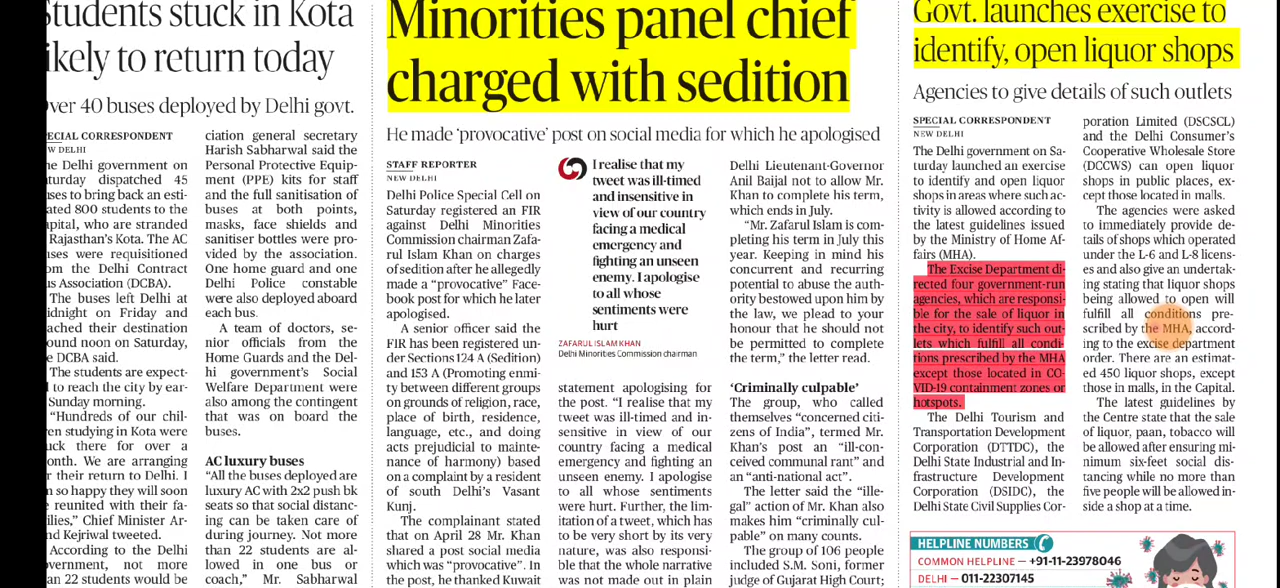 Students stuck in Kota
likely to return today
Over 40 buses deployed by Delhi govt.
SPECIAL CORRESPONDENT
NEW DELHI
The Delhi government on
Saturday dispatched 45
buses to bring back an esti-
mated 800 students to the
capital, who are stranded
Rajasthan's Kota. The AC
buses were requisitioned
from the Delhi Contract
Bus Association (DCBA).
The buses left Delhi at
midnight on Friday and
reached their destination
around noon on Saturday,
the DCBA said.
The students are expect-
ed to reach the city by ear-
Sunday morning.
"Hundreds of our chil-
dren studying in Kota were
stuck there for over a
month. We are arranging
for their return to Delhi. I
so happy they will soon
reunited with their fa-
milies," Chief Minister Ar-
Kejriwal tweeted.
According to the Delhi
government, not more
than 22 students would be
ciation general secretary
Harish Sabharwal said the
Personal Protective Equip-
ment (PPE) kits for staff
and the full sanitisation of
buses at both points,
masks, face shields and
sanitiser bottles were pro-
vided by the association.
One home guard and one
Delhi Police constable
were also deployed aboard
each bus.
A team of doctors, se-
nior officials from the
Home Guards and the Del-
hi government's Social
Welfare Department were
also among the contingent
that was on board the
buses.
AC luxury buses
"All the buses deployed are
luxury AC with 2x2 push bk
seats so that social distanc-
ing can be taken care of
during journey. Not more
than 22 students are al-
lowed in one bus or
coach," Mr. Sabharwal
Minorities panel chief
charged with sedition
He made 'provocative' post on social media for which he apologised
STAFF REPORTER
NEW DELHI
Delhi Police Special Cell on
Saturday registered an FIR
against Delhi Minorities
Commission chairman Zafa-
rul Islam Khan on charges
of sedition after he allegedly
made a "provocative" Face-
book post for which he later
apologised.
A senior officer said the
FIR has been registered un-
der Sections 124 A (Sedition)
and 153 A (Promoting enmi-
ty between different groups
on grounds of religion, race,
place of birth, residence,
language, etc., and doing
acts prejudicial to mainte-
nance of harmony) based
on a complaint by a resident
of south Delhi's Vasant
Kunj.
The complainant stated
that on April 28 Mr. Khan
shared a post social media
which was "provocative". In
the post, he thanked Kuwait
I realise that my
tweet was ill-timed
and insensitive in
view of our country
facing a medical
emergency and
fighting an unseen
enemy. I apologise
to all whose
sentiments were
hurt
ZAFARUL ISLAM KHAN
Delhi Minorities Commission chairman
statement apologising for
the post. "I realise that my
tweet was ill-timed and in-
sensitive in view of our
country facing a medical
emergency and fighting an
unseen enemy. I apologise
to all whose sentiments
were hurt. Further, the lim-
itation of a tweet, which has
to be very short by its very
nature, was also responsi-
ble that the whole narrative
was not made out in plain
Delhi Lieutenant-Governor
Anil Baijal not to allow Mr.
Khan to complete his term,
which ends in July.
"Mr. Zafarul Islam is com-
pleting his term in July this
year. Keeping in mind his
concurrent and recurring
potential to abuse the auth-
ority bestowed upon him by
the law, we plead to your
honour that he should not
be permitted to complete
the term," the letter read.
'Criminally culpable'
The group, who called
themselves "concerned citi-
zens of India", termed Mr.
Khan's post an "ill-con-
ceived communal rant" and
an "anti-national act".
The letter said the "ille-
gal" action of Mr. Khan also
makes him "criminally cul-
pable" on many counts.
The group of 106 people
included S.M. Soni, former
judge of Gujarat High Court;
Govt. launches exercise to
identify, open liquor shops
Agencies to give details of such outlets
SPECIAL CORRESPONDENT
NEW DELHI
The Delhi government on Sa-
turday launched an exercise
to identify and open liquor
shops in areas where such ac-
tivity is allowed according to
the latest guidelines issued
by the Ministry of Home Af-
fairs (MHA).
The Excise Department di-
rected four government-run
agencies, which are responsi-
ble for the sale of liquor in
the city, to identify such out-
lets which fulfill all condi-
tions prescribed by the MHA
except those located in CO-
VID-19 containment zones or
hotspots.
The Delhi Tourism and
Transportation Development
Corporation (DTTDC), the
Delhi State Industrial and In-
frastructure Development
Corporation (DSIDC), the
Delhi State Civil Supplies Cor-
poration Limited (DSCSCL)
and the Delhi Consumer's
Cooperative Wholesale Store
(DCCWS) can open liquor
shops in public places, ex-
cept those located in malls.
The agencies were asked
to immediately provide de-
tails of shops which operated
under the L-6 and L-8 licens-
es and also give an undertak-
ing stating that liquor shops
being allowed to open will
fulfill all conditions pre-
scribed by the MHA, accord-
ing to the excise department
order. There are an estimat-
ed 450 liquor shops, except
those in malls, in the Capital.
The latest guidelines by
the Centre state that the sale
of liquor, paan, tobacco will
be allowed after ensuring mi-
nimum six-feet social dis-
tancing while no more than
five people will be allowed in-
side a shop at a time.
HELPLINE NUMBERS
COMMON HELPLINE — +91-11-23978046
DELHI — 011-22307145